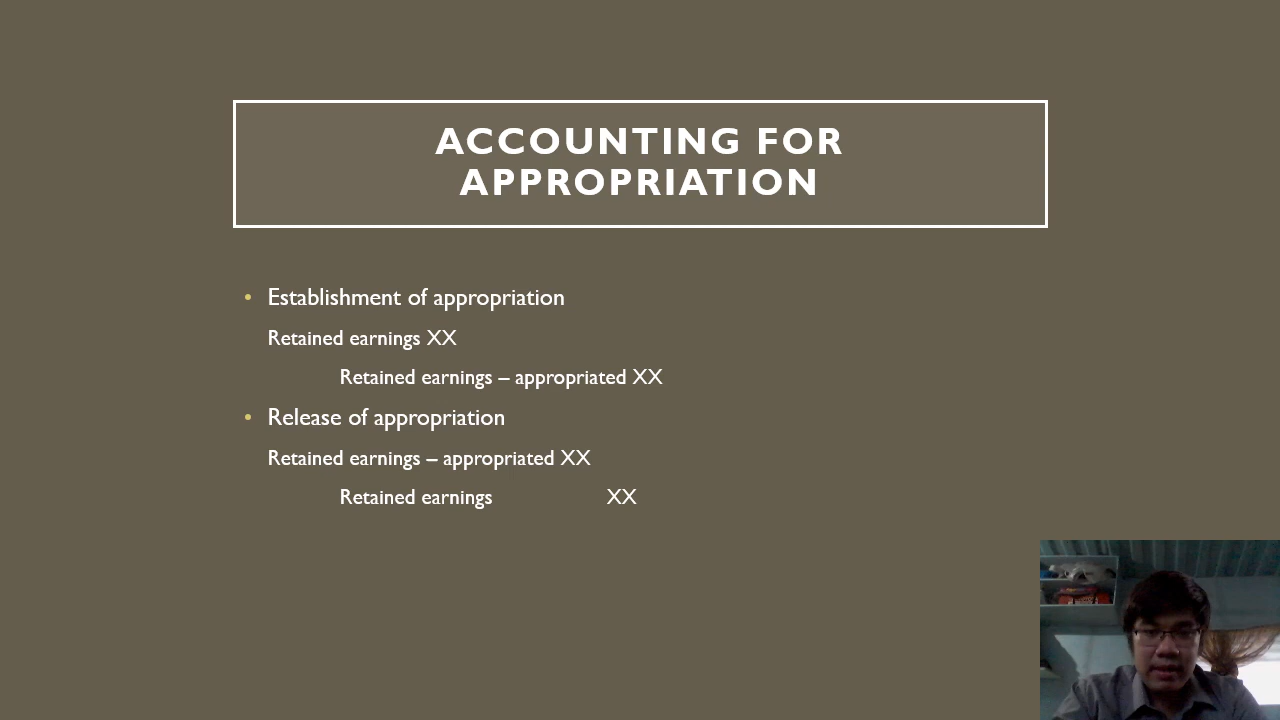 ACCOUNTING FOR
APPROPRIATION
• Establishment of appropriation
Retained earnings XX
Retained earnings – appropriated XX
• Release of appropriation
Retained earnings – appropriated XX
Retained earnings XX